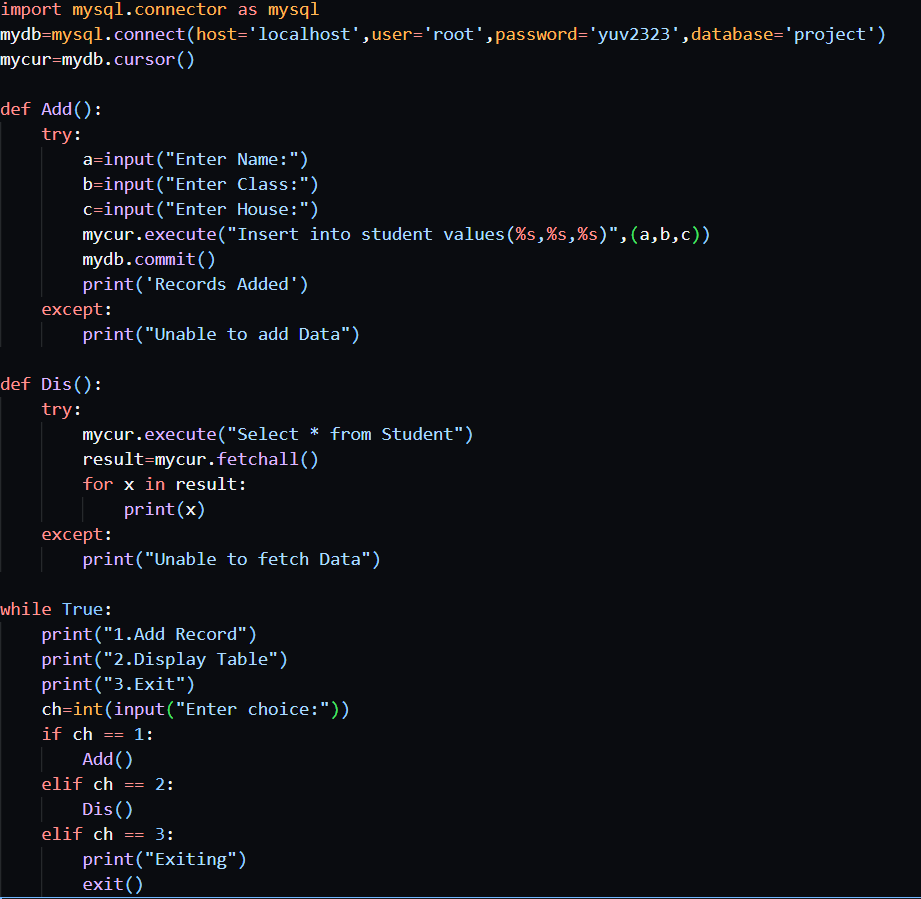 import mysql.connector as mysql
mydb=mysql.connect(host='localhost',user='root',password='yuv2323',database='project')
mycur=mydb.cursor()

def Add():
    try:
        a=input("Enter Name:")
        b=input("Enter Class:")
        c=input("Enter House:")
        mycur.execute("Insert into student values(%s,%s,%s)",(a,b,c))
        mydb.commit()
        print('Records Added')
    except:
        print("Unable to add Data")

def Dis():
    try:
        mycur.execute("Select * from Student")
        result=mycur.fetchall()
        for x in result:
            print(x)
    except:
        print("Unable to fetch Data")

while True:
    print("1.Add Record")
    print("2.Display Table")
    print("3.Exit")
    ch=int(input("Enter choice:"))
    if ch == 1:
        Add()
    elif ch == 2:
        Dis()
    elif ch == 3:
        print("Exiting")
        exit()